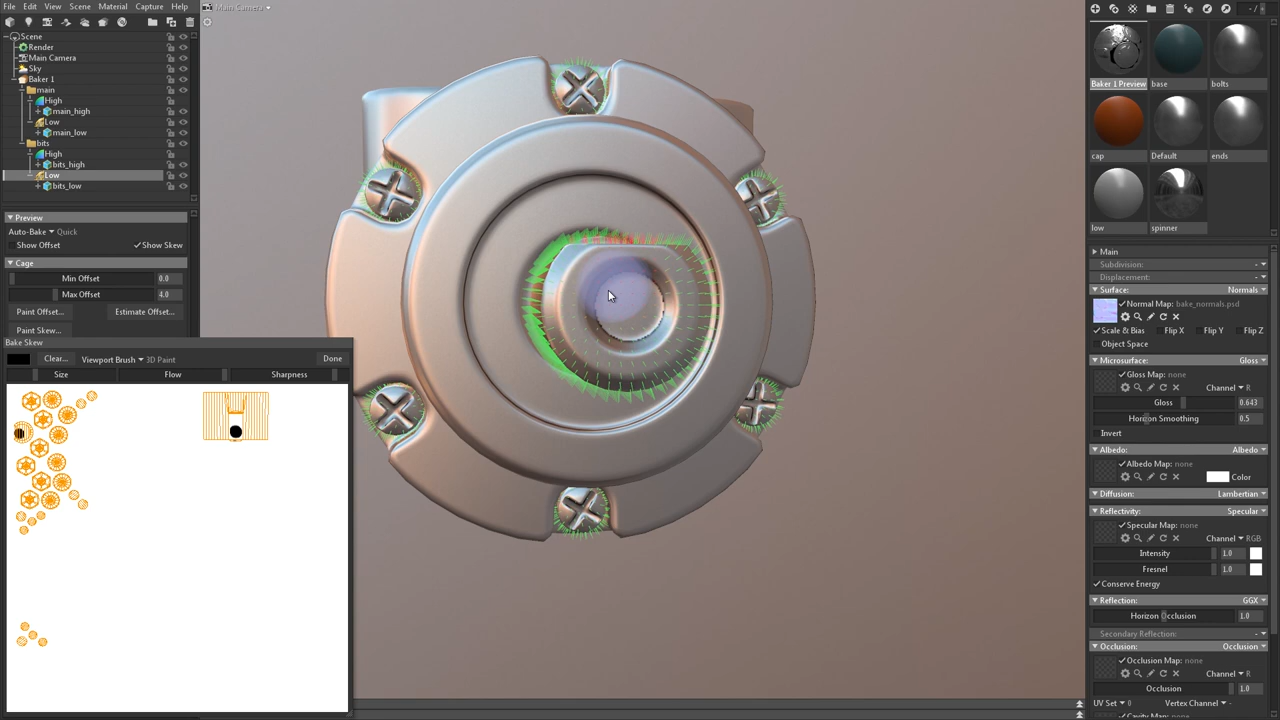 File Edit View Scene Material Capture Help
Main Camera
Scene
Render
Main Camera
Sky
Baker 1
main
High
main_high
Low
main_low
bits
High
bits_high
Low
bits_low
Preview
Auto-Bake Quick
Show Offset Show Skew
Cage
Min Offset 0.0
Max Offset 4.0
Paint Offset... Estimate Offset...
Paint Skew...
Bake Skew
Clear... Viewport Brush 3D Paint Done
Size Flow Sharpness
Baker 1 Preview base bolts
cap Default ends
low spinner
Main
Subdivision:
Displacement:
Surface: Normals
Normal Map: bake_normals.psd
Scale & Bias Flip X Flip Y Flip Z
Object Space
Microsurface: Gloss
Gloss Map: none
Channel R
Gloss 0.643
Horizon Smoothing 0.5
Invert
Albedo: Albedo
Albedo Map: none
Color
Diffusion: Lambertian
Reflectivity: Specular
Specular Map: none
Channel RGB
Intensity 1.0
Fresnel 1.0
Conserve Energy
Reflection: GGX
Horizon Occlusion 1.0
Secondary Reflection:
Occlusion: Occlusion
Occlusion Map: none
Channel R
Occlusion 1.0
UV Set 0 Vertex Channel -